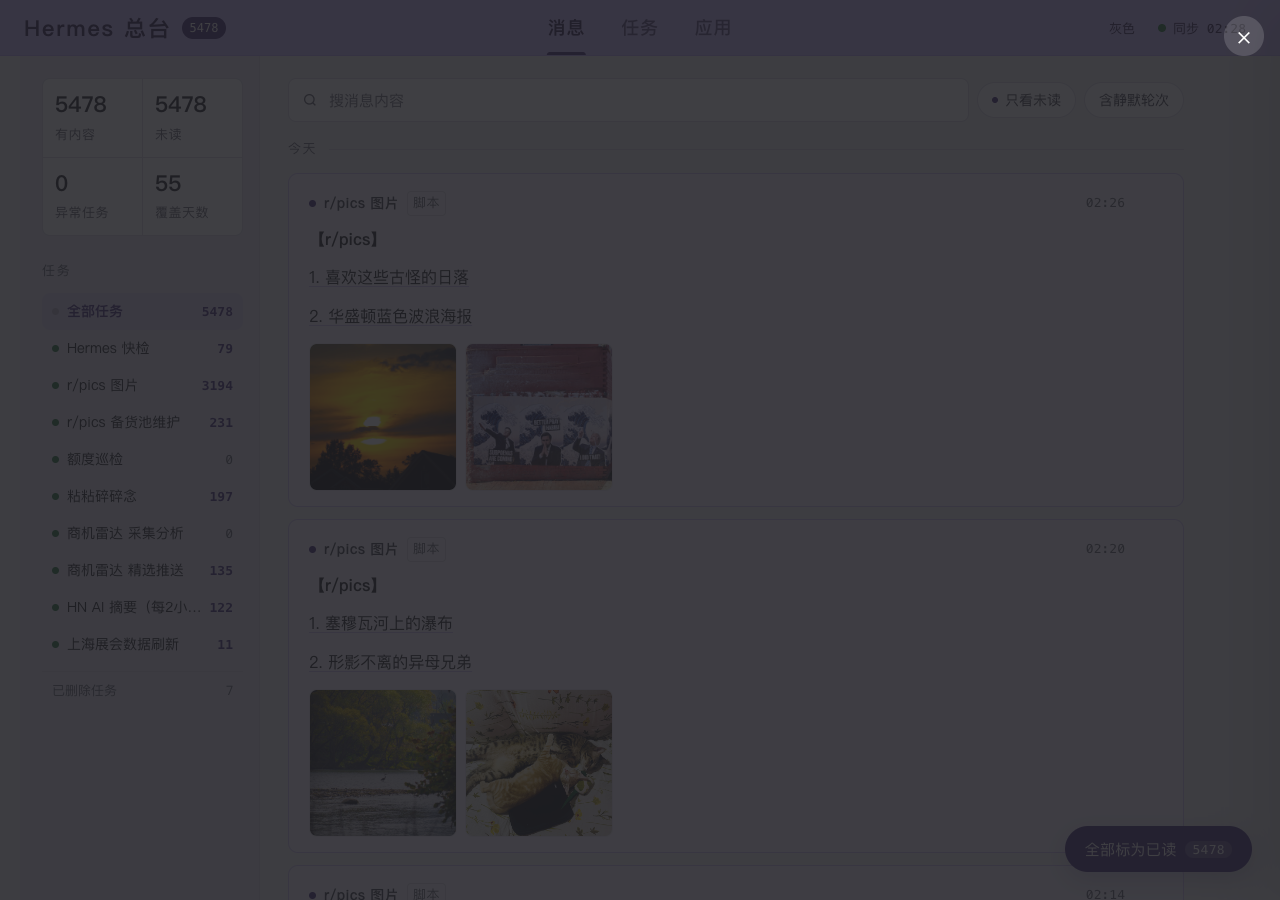 Hermes 总台 5478
消息 任务 应用
灰色 同步
5478 有内容
5478 未读
0 异常任务
55 覆盖天数
任务
全部任务 5478
Hermes 快检 79
r/pics 图片 3194
r/pics 备货池维护 231
额度巡检 0
粘粘碎碎念 197
商机雷达 采集分析 0
商机雷达 精选推送 135
HN AI 摘要（每2小... 122
上海展会数据刷新 11
已删除任务 7
搜消息内容
只看未读 含静默轮次
今天
r/pics 图片 脚本 02:26
【r/pics】
1. 喜欢这些古怪的日落
2. 华盛顿蓝色波浪海报
r/pics 图片 脚本 02:20
【r/pics】
1. 塞穆瓦河上的瀑布
2. 形影不离的异母兄弟
r/pics 图片 脚本 02:14
全部标为已读 5478